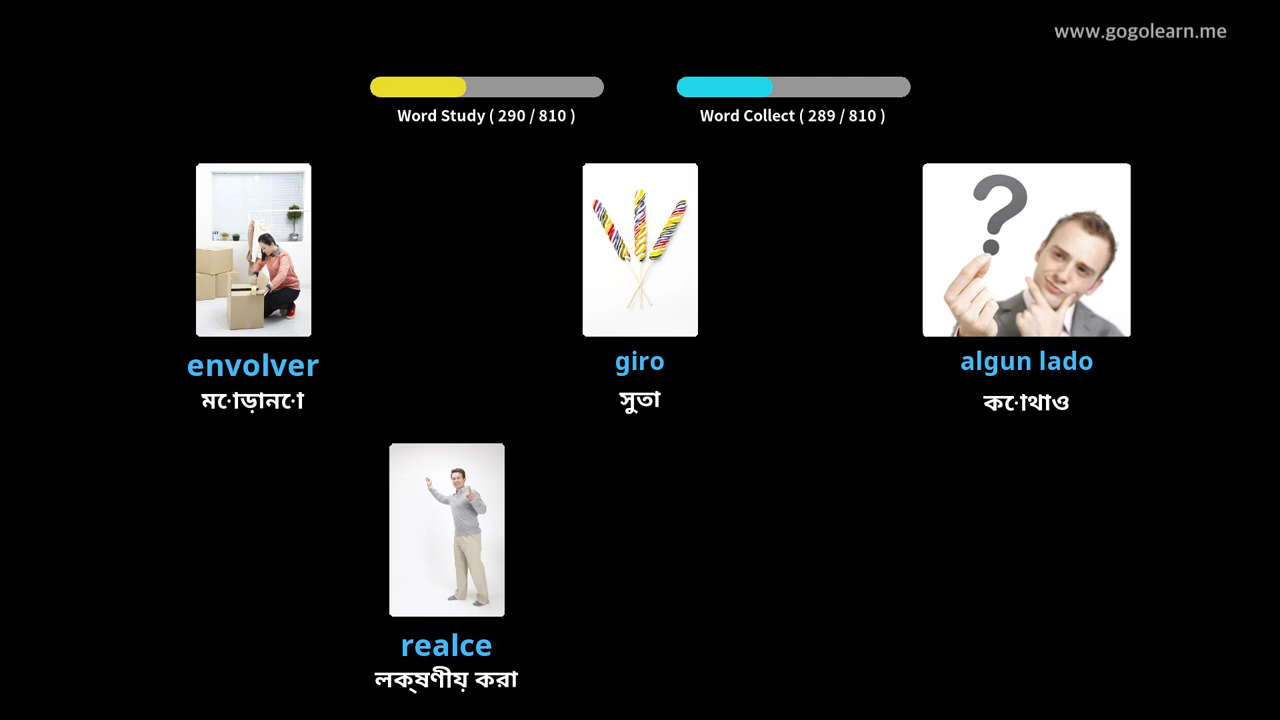 www.gogolearn.me
Word Study ( 290 / 810 )
Word Collect ( 289 / 810 )
envolver
giro
algun lado
মোড়ানো
সুতা
কোথাও
realce
লক্ষণীয় করা